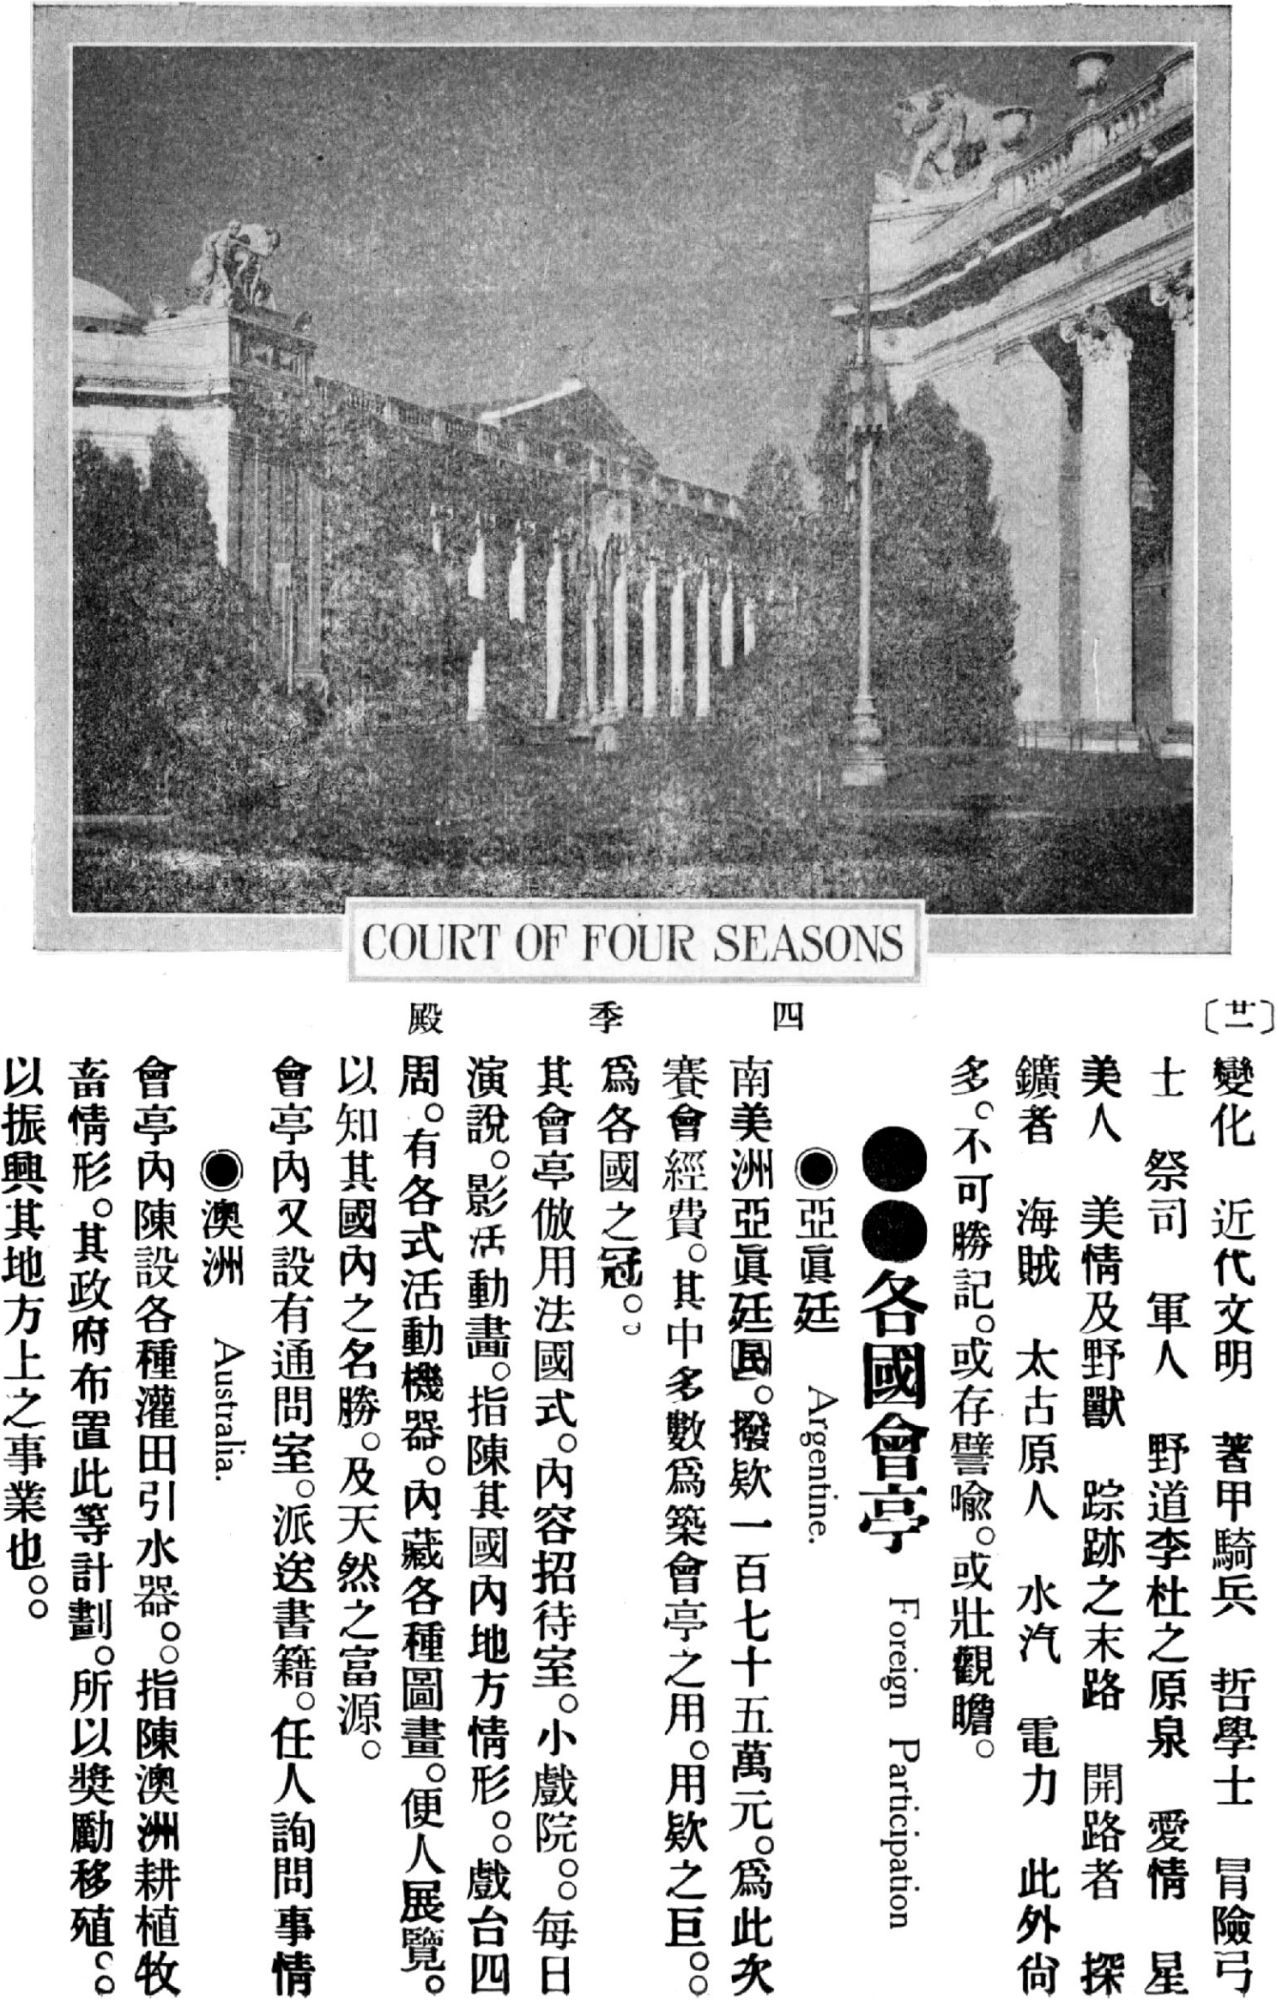 COURT OF FOUR SEASONS
四季殿
〔廿一〕
變化 近代文明 著甲騎兵 哲學士 冐險弓
士 祭司 軍人 野道李杜之原泉 愛情 星
美人 美情及野獸 踪跡之末路 開路者 探
鑛者 海賊 太古原人 水汽 電力 此外尙
多。不可勝記。或存譬喩。或壯觀瞻。
●●各國會亭 Foreign Participation
◉亞眞廷 Argentine.
南美洲亞眞廷國。撥欵一百七十五萬元。爲此次
賽會經費。其中多數爲築會亭之用。用欵之巨。。
爲各國之冠。。
其會亭倣用法國式。內容招待室。小戲院。。每日
演說。影活動畫。指陳其國內地方情形。。戲台四
周。有各式活動機器。內藏各種圖畫。便人展覽。
以知其國內之名勝。及天然之富源。
會亭內又設有通問室。派送書籍。任人詢問事情
◉澳洲 Australia.
會亭內陳設各種灌田引水器。。指陳澳洲耕植牧
畜情形。其政府布置此等計劃。所以奬勵移殖。。
以振興其地方上之事業也。。